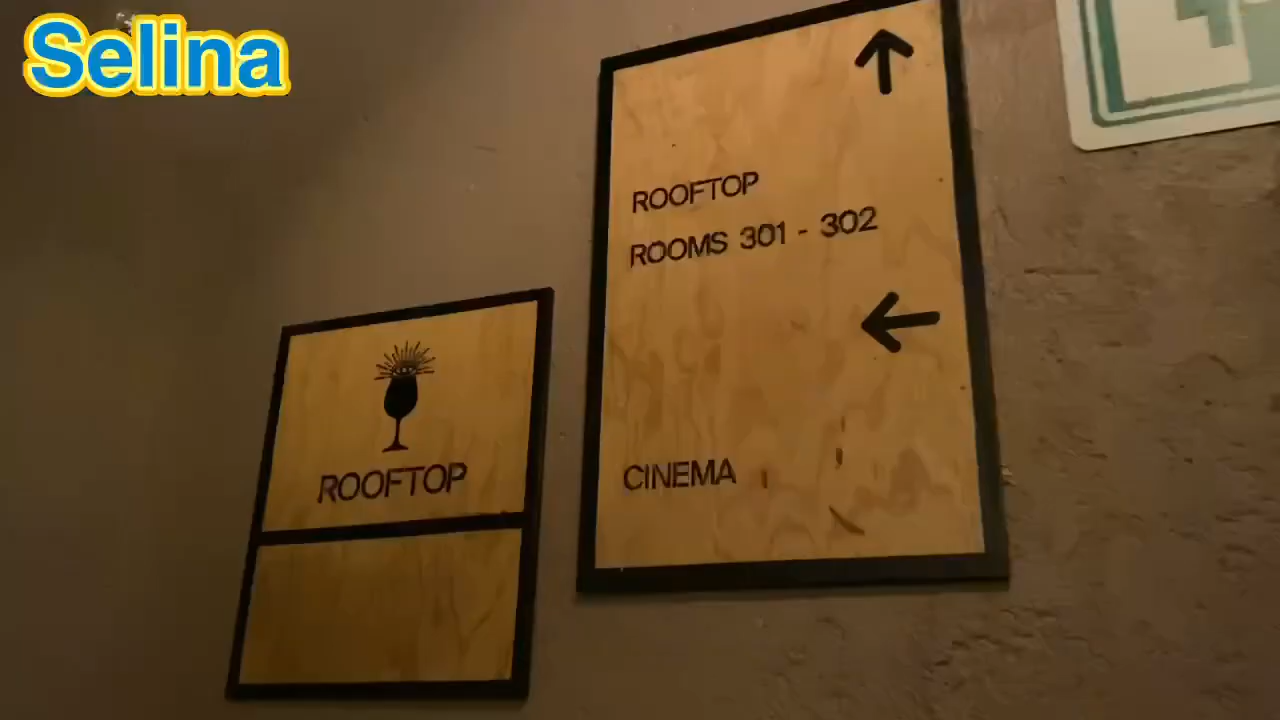 Selina
ROOFTOP
ROOMS 301 - 302
CINEMA
ROOFTOP